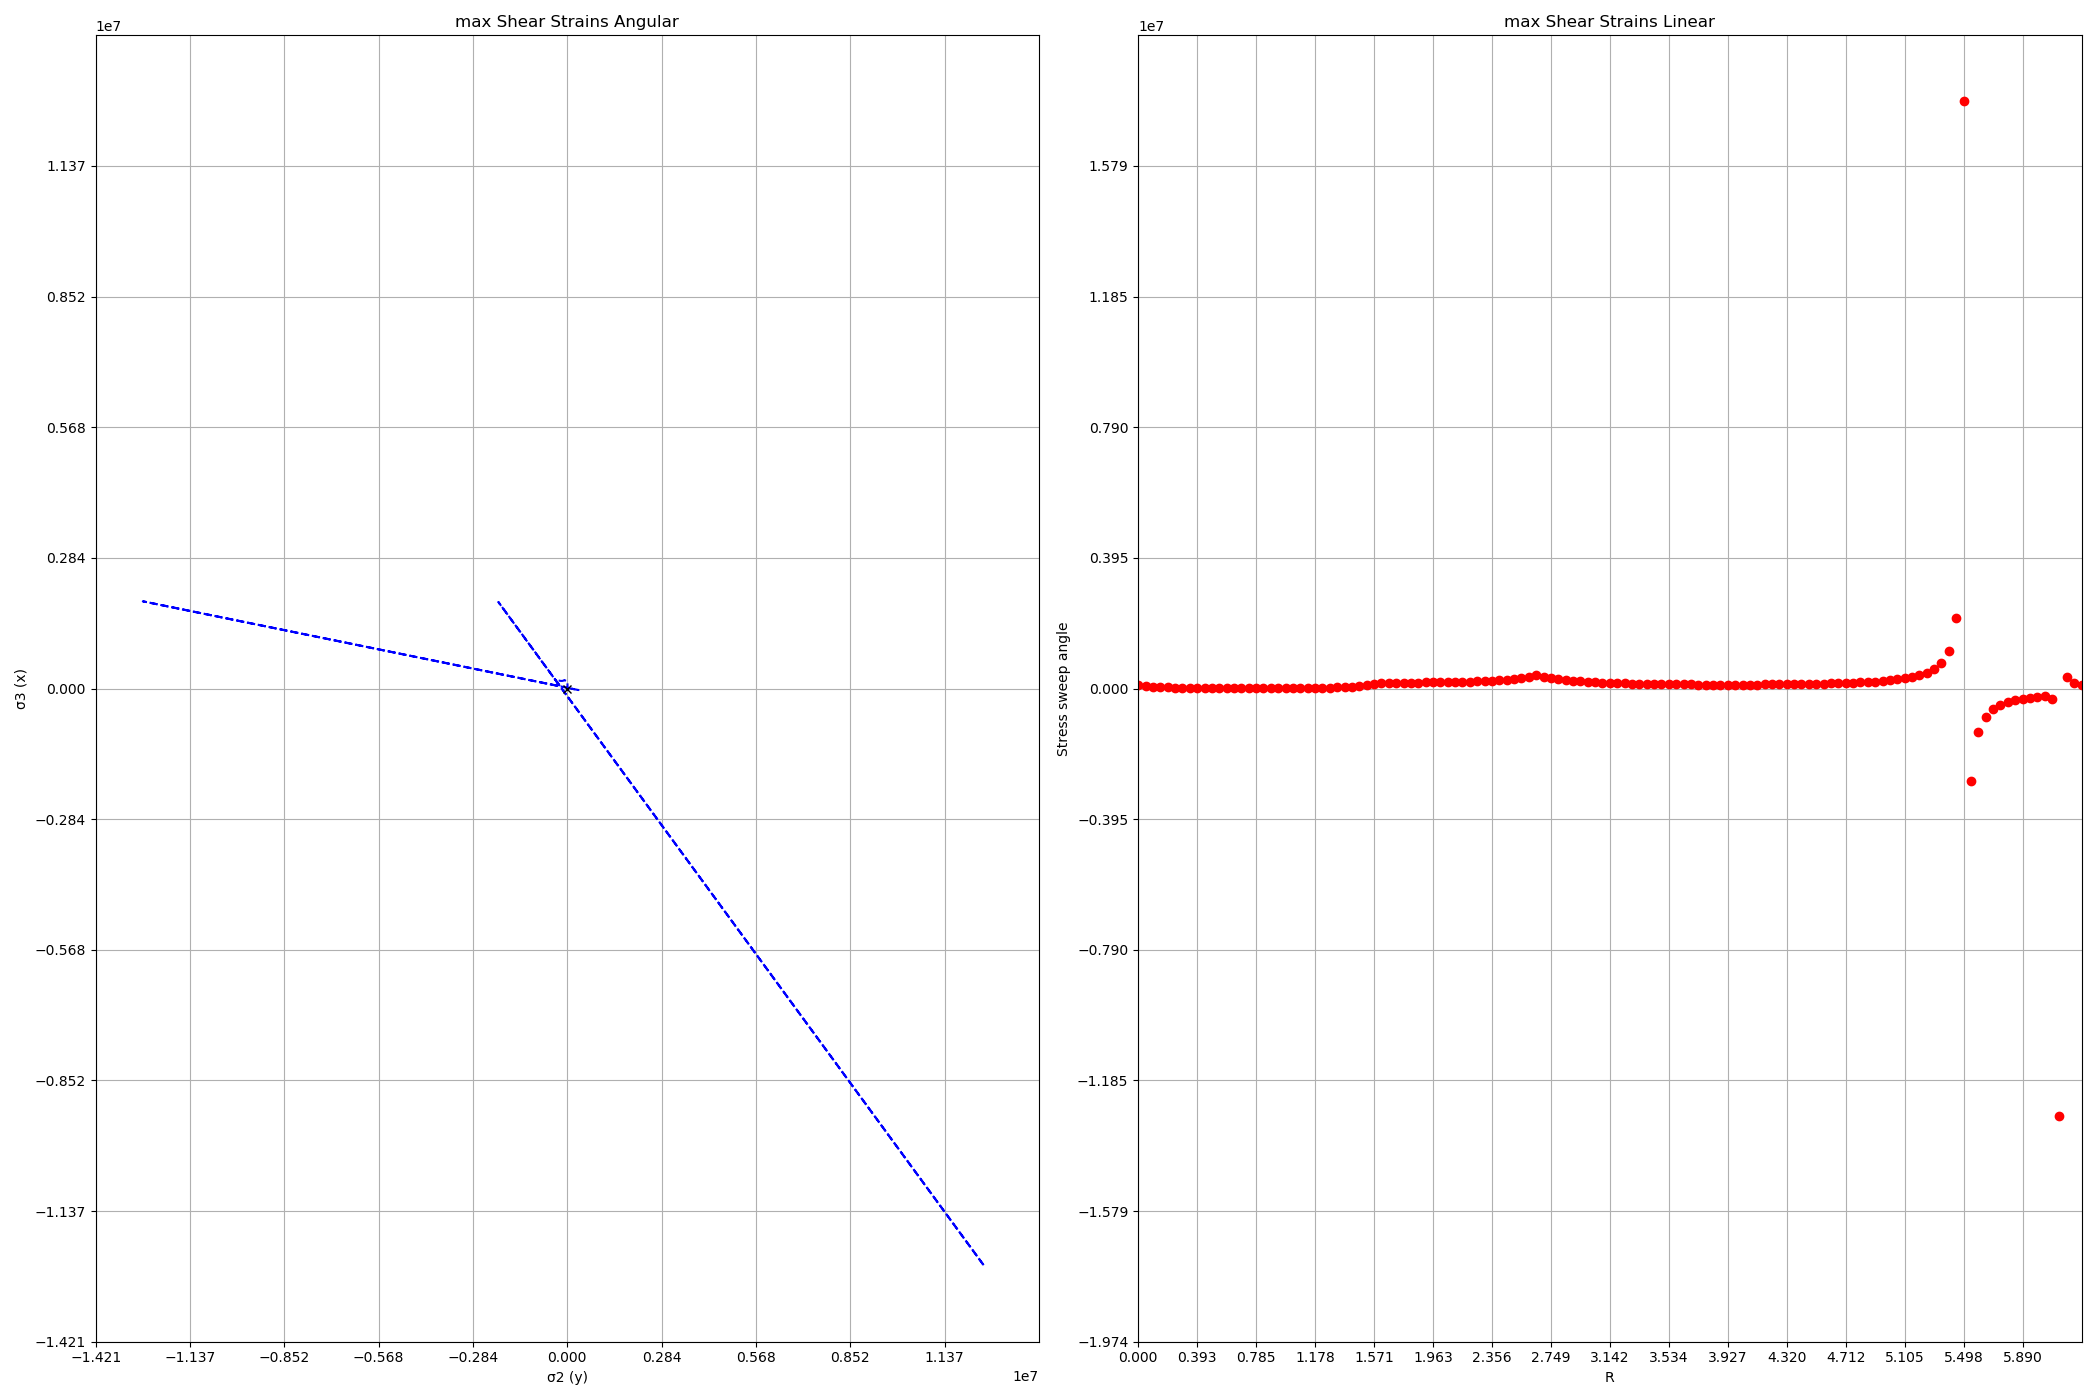 max Shear Strains Angular
1e7
1.137
0.852
0.568
0.284
0.000
−0.284
−0.568
−0.852
−1.137
−1.421
σ3 (x)
−1.421 −1.137 −0.852 −0.568 −0.284 0.000 0.284 0.568 0.852 1.137
1e7
σ2 (y)
max Shear Strains Linear
1e7
1.579
1.185
0.790
0.395
0.000
−0.395
−0.790
−1.185
−1.579
−1.974
Stress sweep angle
0.000 0.393 0.785 1.178 1.571 1.963 2.356 2.749 3.142 3.534 3.927 4.320 4.712 5.105 5.498 5.890
R